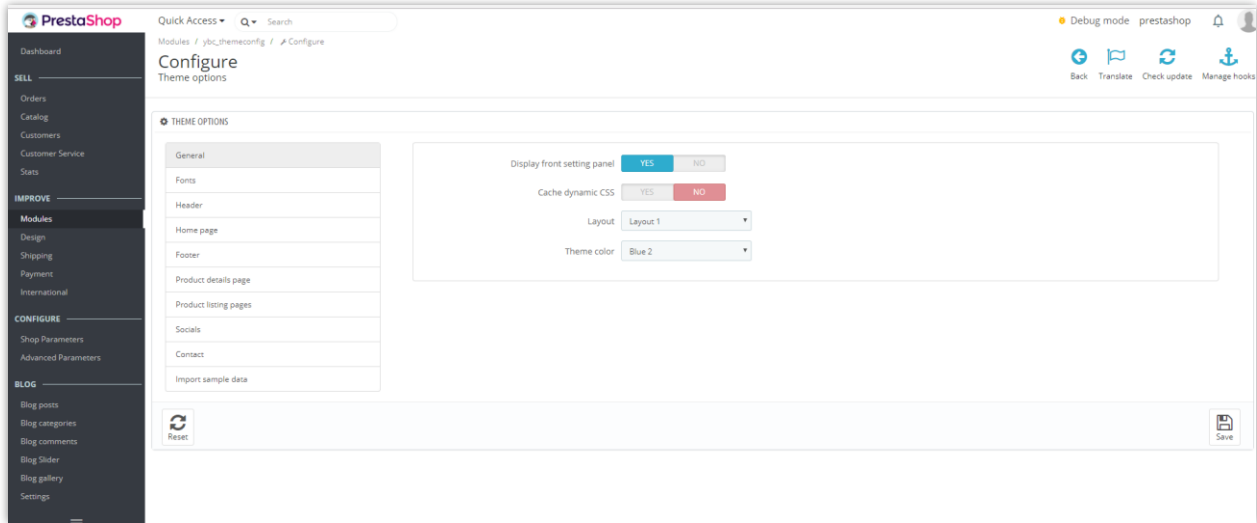 PrestaShop
Quick Access
Search
Debug mode prestashop
Modules / ybc_themeconfig / Configure
Configure
Theme options
Back
Translate
Check update
Manage hooks
Dashboard
SELL
Orders
Catalog
Customers
Customer Service
Stats
IMPROVE
Modules
Design
Shipping
Payment
International
CONFIGURE
Shop Parameters
Advanced Parameters
BLOG
Blog posts
Blog categories
Blog comments
Blog Slider
Blog gallery
Settings
THEME OPTIONS
General
Fonts
Header
Home page
Footer
Product details page
Product listing pages
Socials
Contact
Import sample data
Display front setting panel YES NO
Cache dynamic CSS YES NO
Layout Layout 1
Theme color Blue 2
Reset
Save